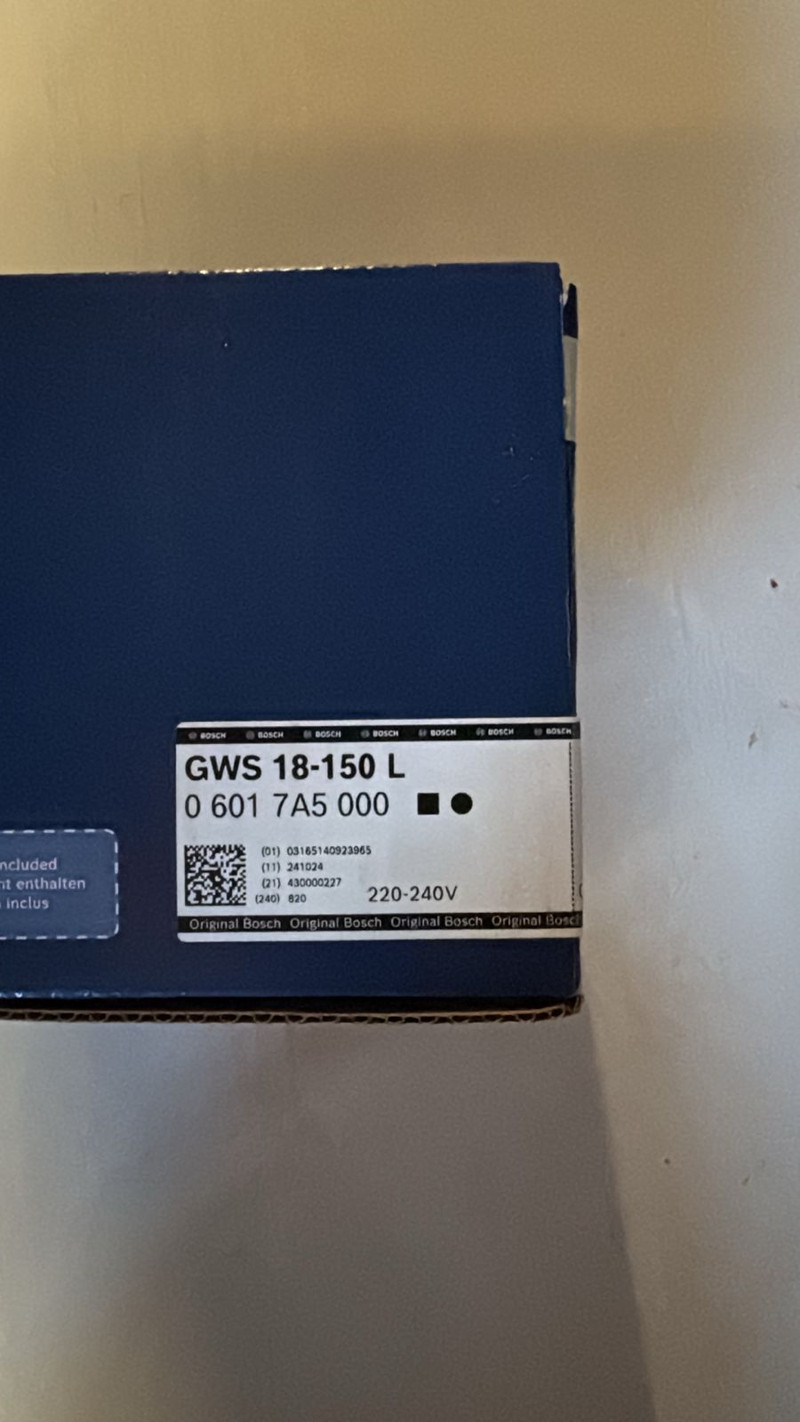 BOSCH BOSCH BOSCH BOSCH BOSCH BOSCH BOSCH
GWS 18-150 L
0 601 7A5 000
(01) 03165140923965
(11) 241024
(21) 430000227
(240) 820
220-240V
Original Bosch Original Bosch Original Bosch Original Bosch
ncluded
nt enthalten
inclus